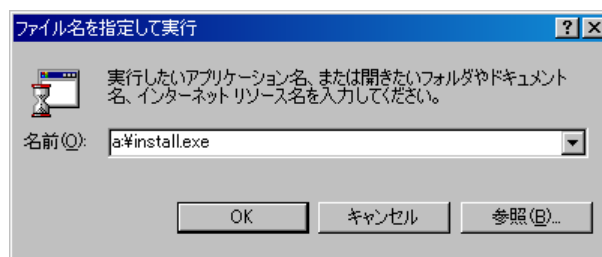 ファイル名を指定して実行
実行したいアプリケーション名、または開きたいフォルダやドキュメント
名、インターネット リソース名を入力してください。
名前(O):
a:¥install.exe
OK
キャンセル
参照(B)...